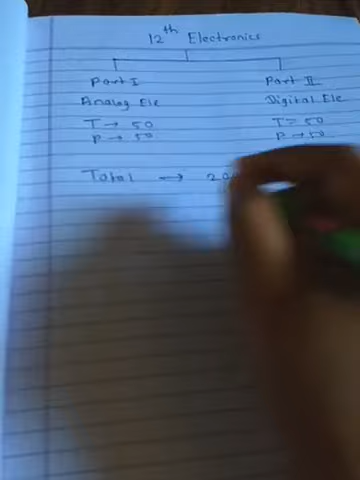 12th Electronics
Part I Part II
Analog Ele Digital Ele
T → 50 T → 50
P → 50 P → 50
Total →